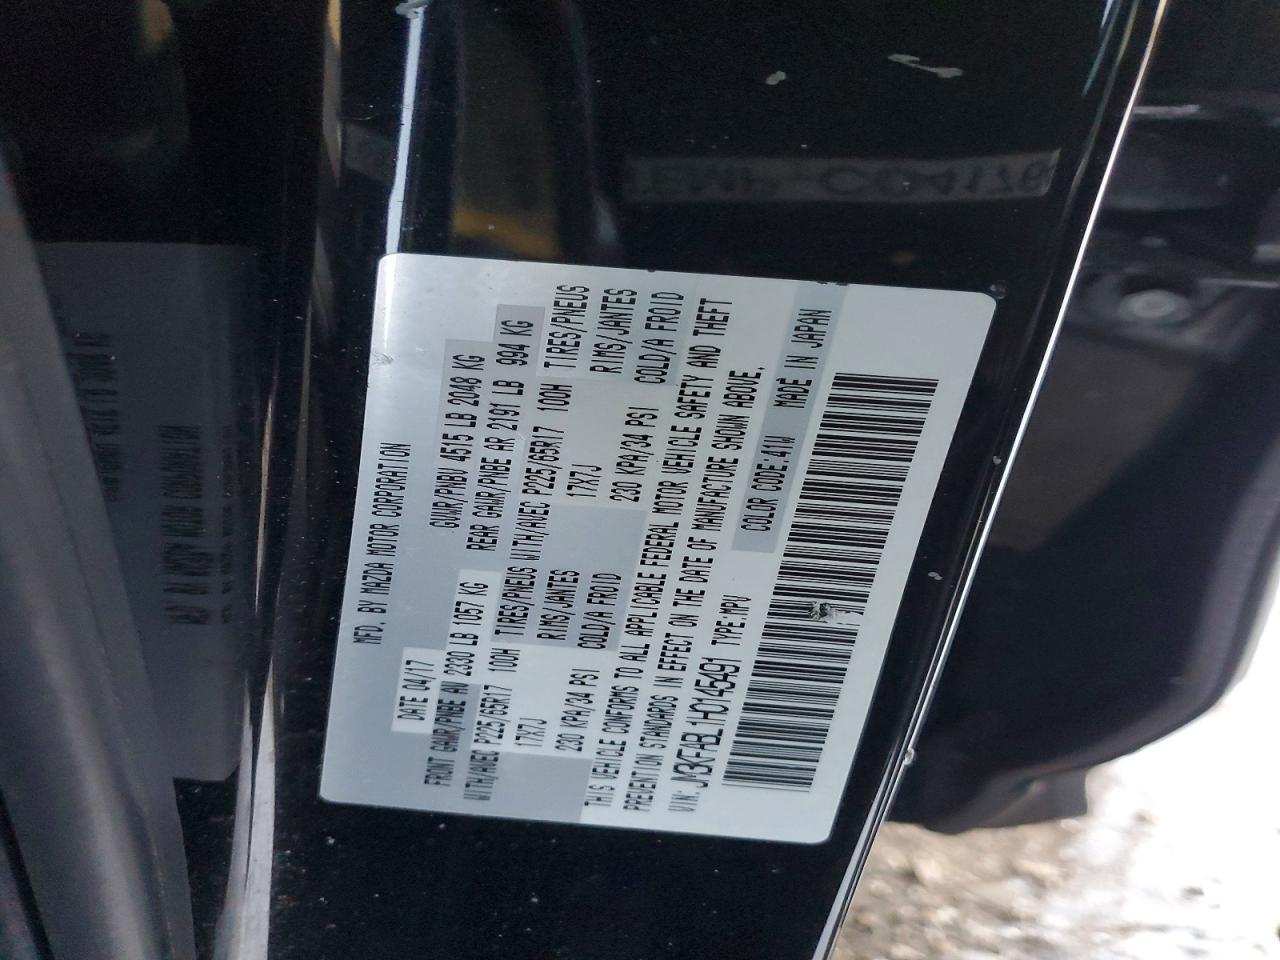 MFD. BY MAZDA MOTOR CORPORATION
DATE 04/17 GVWR/PVBV 4515 LB 2048 KG
FRONT GAWR/PNBE AV 2330 LB 1057 KG REAR GAWR/PNBE AR 2191 LB 994 KG
WITH/AVEC P225/65R17 100H TIRES/PNEUS WITH/AVEC P225/65R17 100H TIRES/PNEUS
17X7J RIMS/JANTES 17X7J RIMS/JANTES
230 KPA/34 PSI COLD/A FROID 230 KPA/34 PSI COLD/A FROID
THIS VEHICLE CONFORMS TO ALL APPLICABLE FEDERAL MOTOR VEHICLE SAFETY AND THEFT
PREVENTION STANDARDS IN EFFECT ON THE DATE OF MANUFACTURE SHOWN ABOVE.
VIN: JM3KFABL1H0145491 TYPE:MPV COLOR CODE:41W MADE IN JAPAN